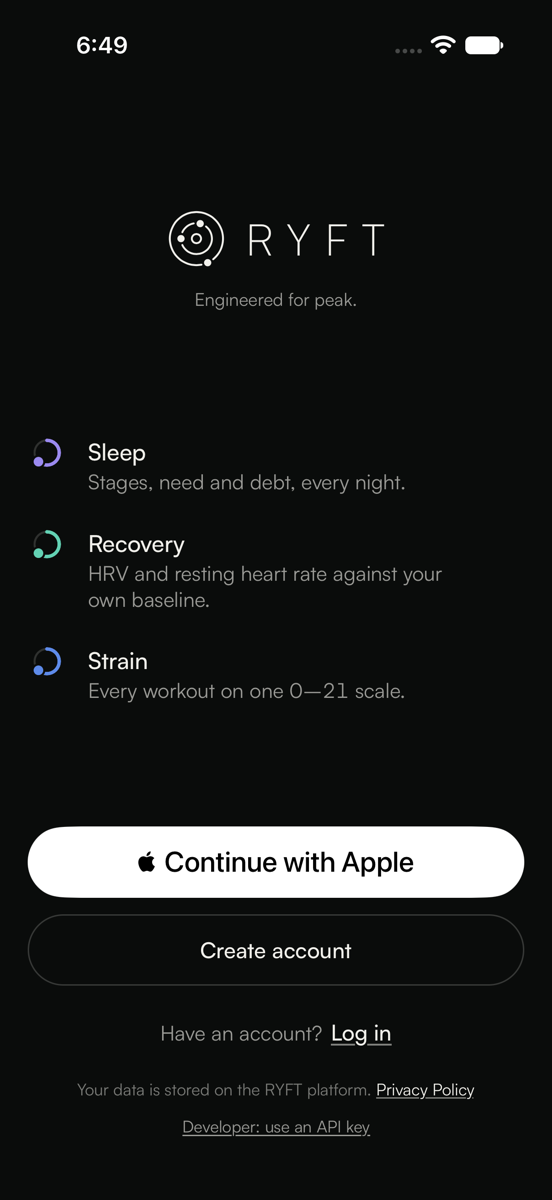 6:49
RYFT
Engineered for peak.
Sleep
Stages, need and debt, every night.
Recovery
HRV and resting heart rate against your
own baseline.
Strain
Every workout on one 0–21 scale.
Continue with Apple
Create account
Have an account? Log in
Your data is stored on the RYFT platform. Privacy Policy
Developer: use an API key